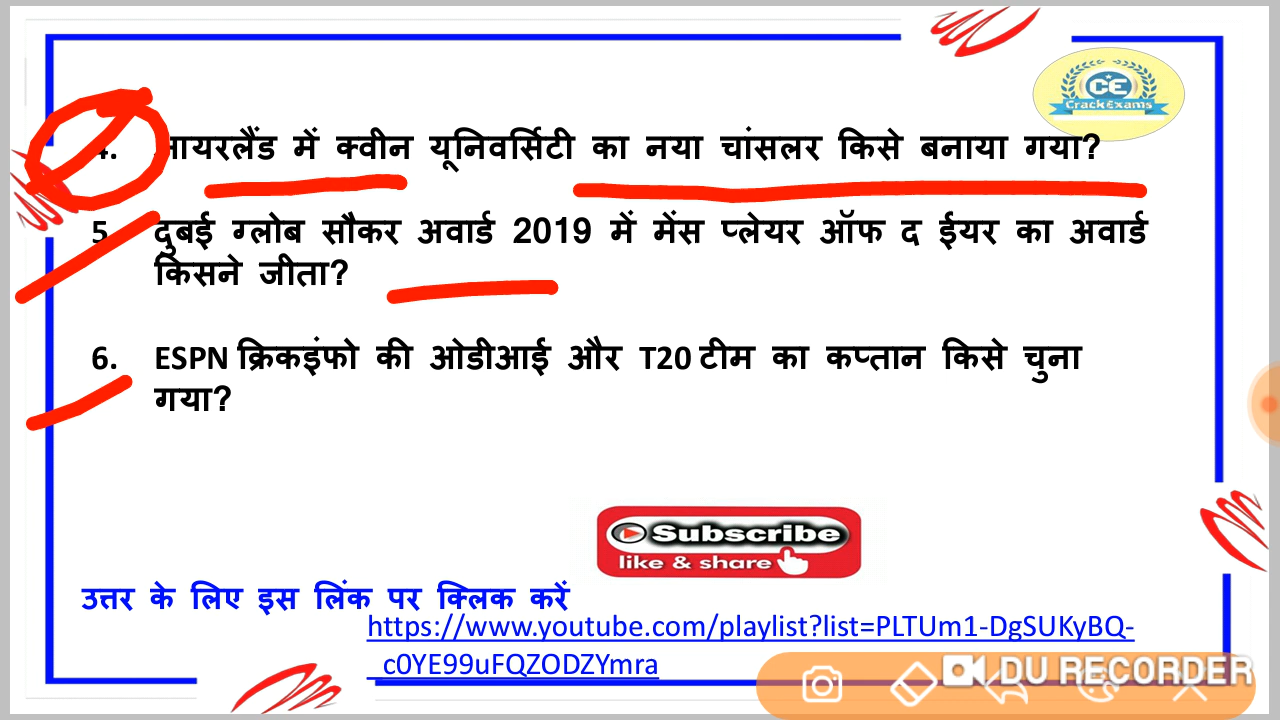 CE
CrackExams
4. आयरलैंड में क्वीन यूनिवर्सिटी का नया चांसलर किसे बनाया गया?
5 दुबई ग्लोब सौकर अवार्ड 2019 में मेंस प्लेयर ऑफ द ईयर का अवार्ड
किसने जीता?
6. ESPN क्रिकइंफो की ओडीआई और T20 टीम का कप्तान किसे चुना
गया?
Subscribe
like & share
उत्तर के लिए इस लिंक पर क्लिक करें
https://www.youtube.com/playlist?list=PLTUm1-DgSUKyBQ-
_c0YE99uFQZODZYmra
DU RECORDER